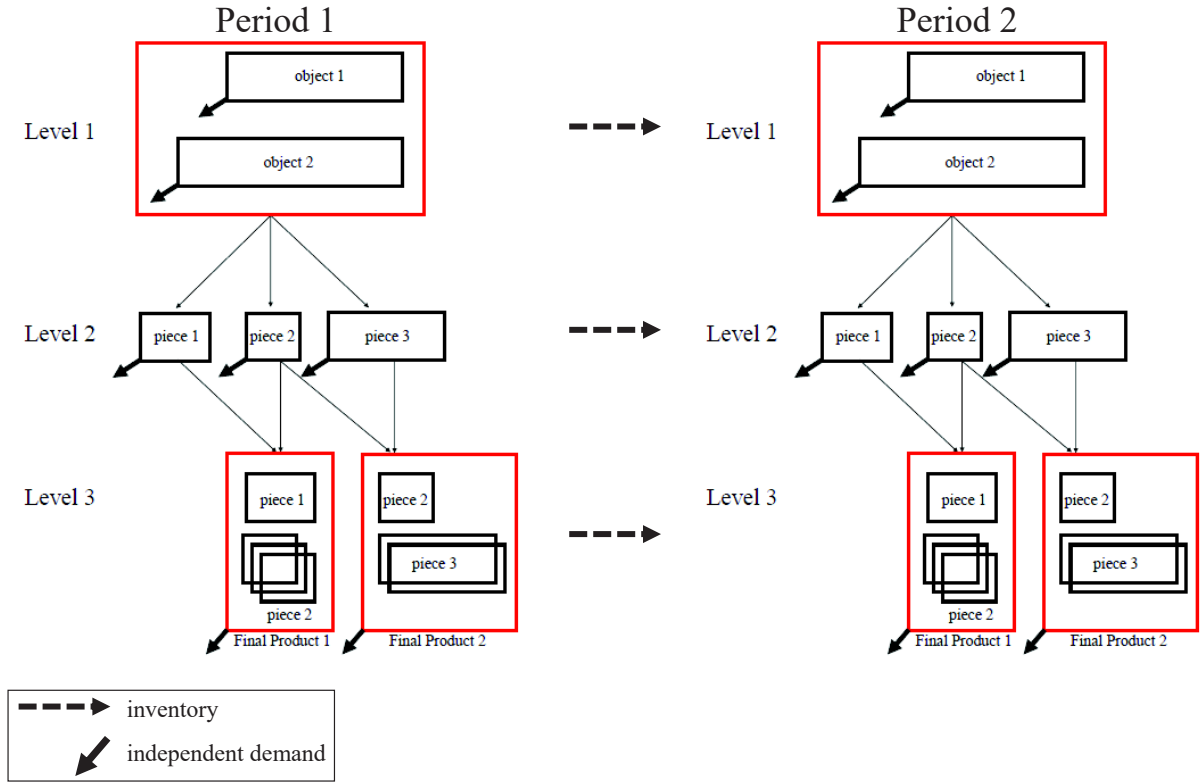 Period 1
Period 2
object 1
object 1
Level 1
Level 1
object 2
object 2
Level 2
piece 1
piece 2
piece 3
Level 2
piece 1
piece 2
piece 3
Level 3
piece 1
piece 2
Level 3
piece 1
piece 2
piece 3
piece 3
piece 2
piece 2
Final Product 1
Final Product 2
Final Product 1
Final Product 2
inventory
independent demand